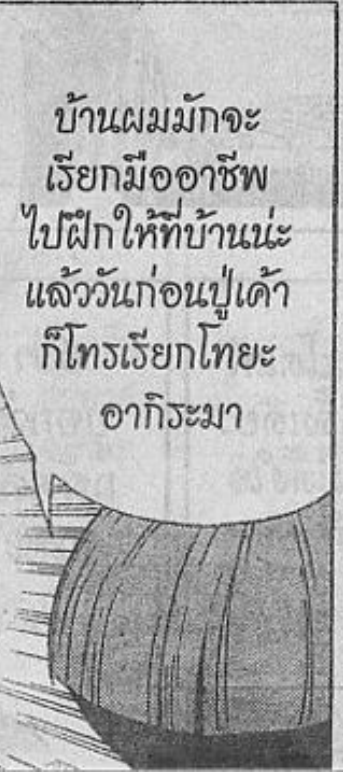 บ้านผมมักจะ
เรียกมืออาชีพ
ไปฝึกให้ที่บ้านน่ะ
แล้ววันก่อนปู่เค้า
ก็โทรเรียกโทยะ
อากิระมา